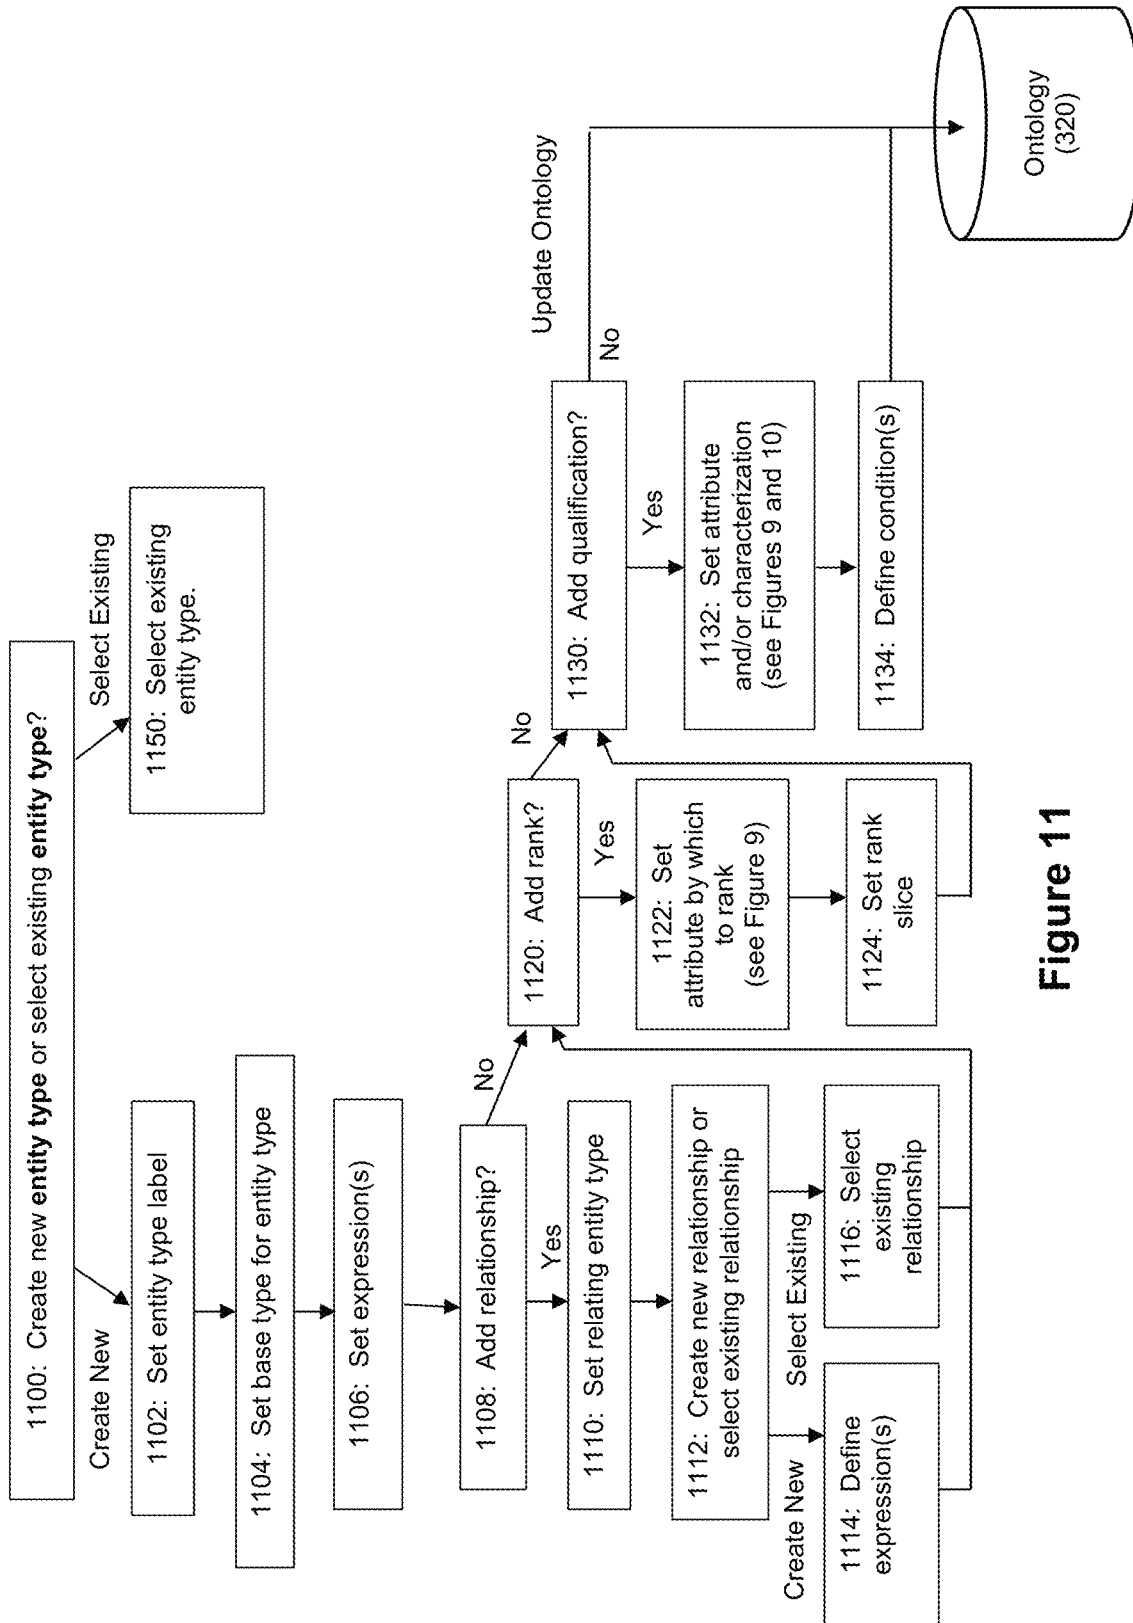 1100: Create new entity type or select existing entity type?
Create New
Select Existing
1102: Set entity type label
1150: Select existing
entity type.
1104: Set base type for entity type
1106: Set expression(s)
1108: Add relationship?
No
Yes
1110: Set relating entity type
1112: Create new relationship or
select existing relationship
Create New
Select Existing
1114: Define
expression(s)
1116: Select
existing
relationship
1120: Add rank?
No
Yes
1122: Set
attribute by which
to rank
(see Figure 9)
1124: Set rank
slice
1130: Add qualification?
No
Update Ontology
Yes
1132: Set attribute
and/or characterization
(see Figures 9 and 10)
1134: Define condition(s)
Ontology
(320)
Figure 11